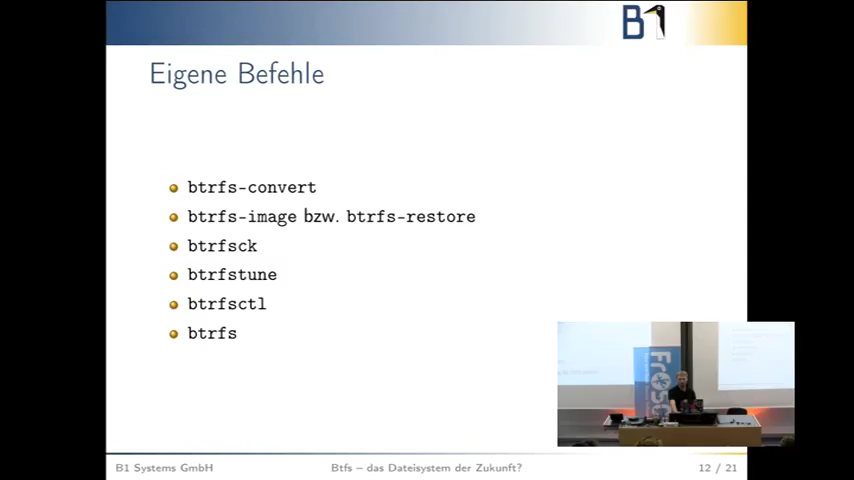 B1
Eigene Befehle
btrfs-convert
btrfs-image bzw. btrfs-restore
btrfsck
btrfstune
btrfsctl
btrfs
B1 Systems GmbH
Btfs – das Dateisystem der Zukunft?
12 / 21